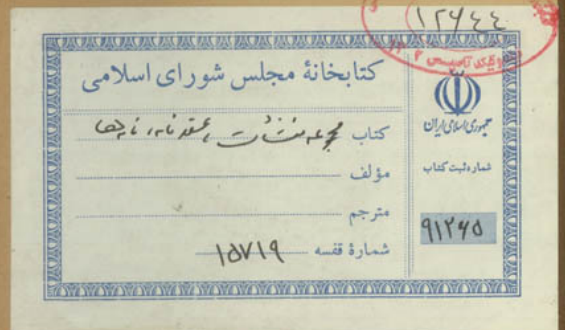 ۱۲۶۴۴
کتابخانهٔ مجلس شورای اسلامی
کتاب مجموعه منشآت، عقدنامه، نامه‌ها
مؤلف
مترجم
شمارهٔ قفسه ۱۵۷۱۹
جمهوری اسلامی ایران
شماره ثبت کتاب
۹۱۲۴۵